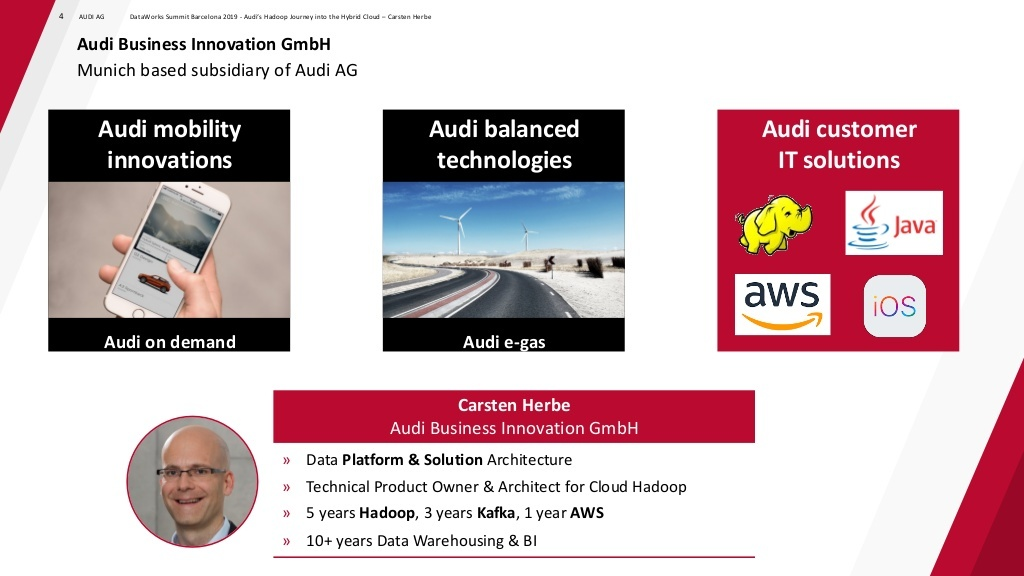 4 AUDI AG DataWorks Summit Barcelona 2019 - Audi's Hadoop Journey into the Hybrid Cloud – Carsten Herbe
Audi Business Innovation GmbH
Munich based subsidiary of Audi AG
Audi mobility
innovations
Audi on demand
Audi balanced
technologies
Audi e-gas
Audi customer
IT solutions
Java
aws
iOS
Carsten Herbe
Audi Business Innovation GmbH
» Data Platform & Solution Architecture
» Technical Product Owner & Architect for Cloud Hadoop
» 5 years Hadoop, 3 years Kafka, 1 year AWS
» 10+ years Data Warehousing & BI